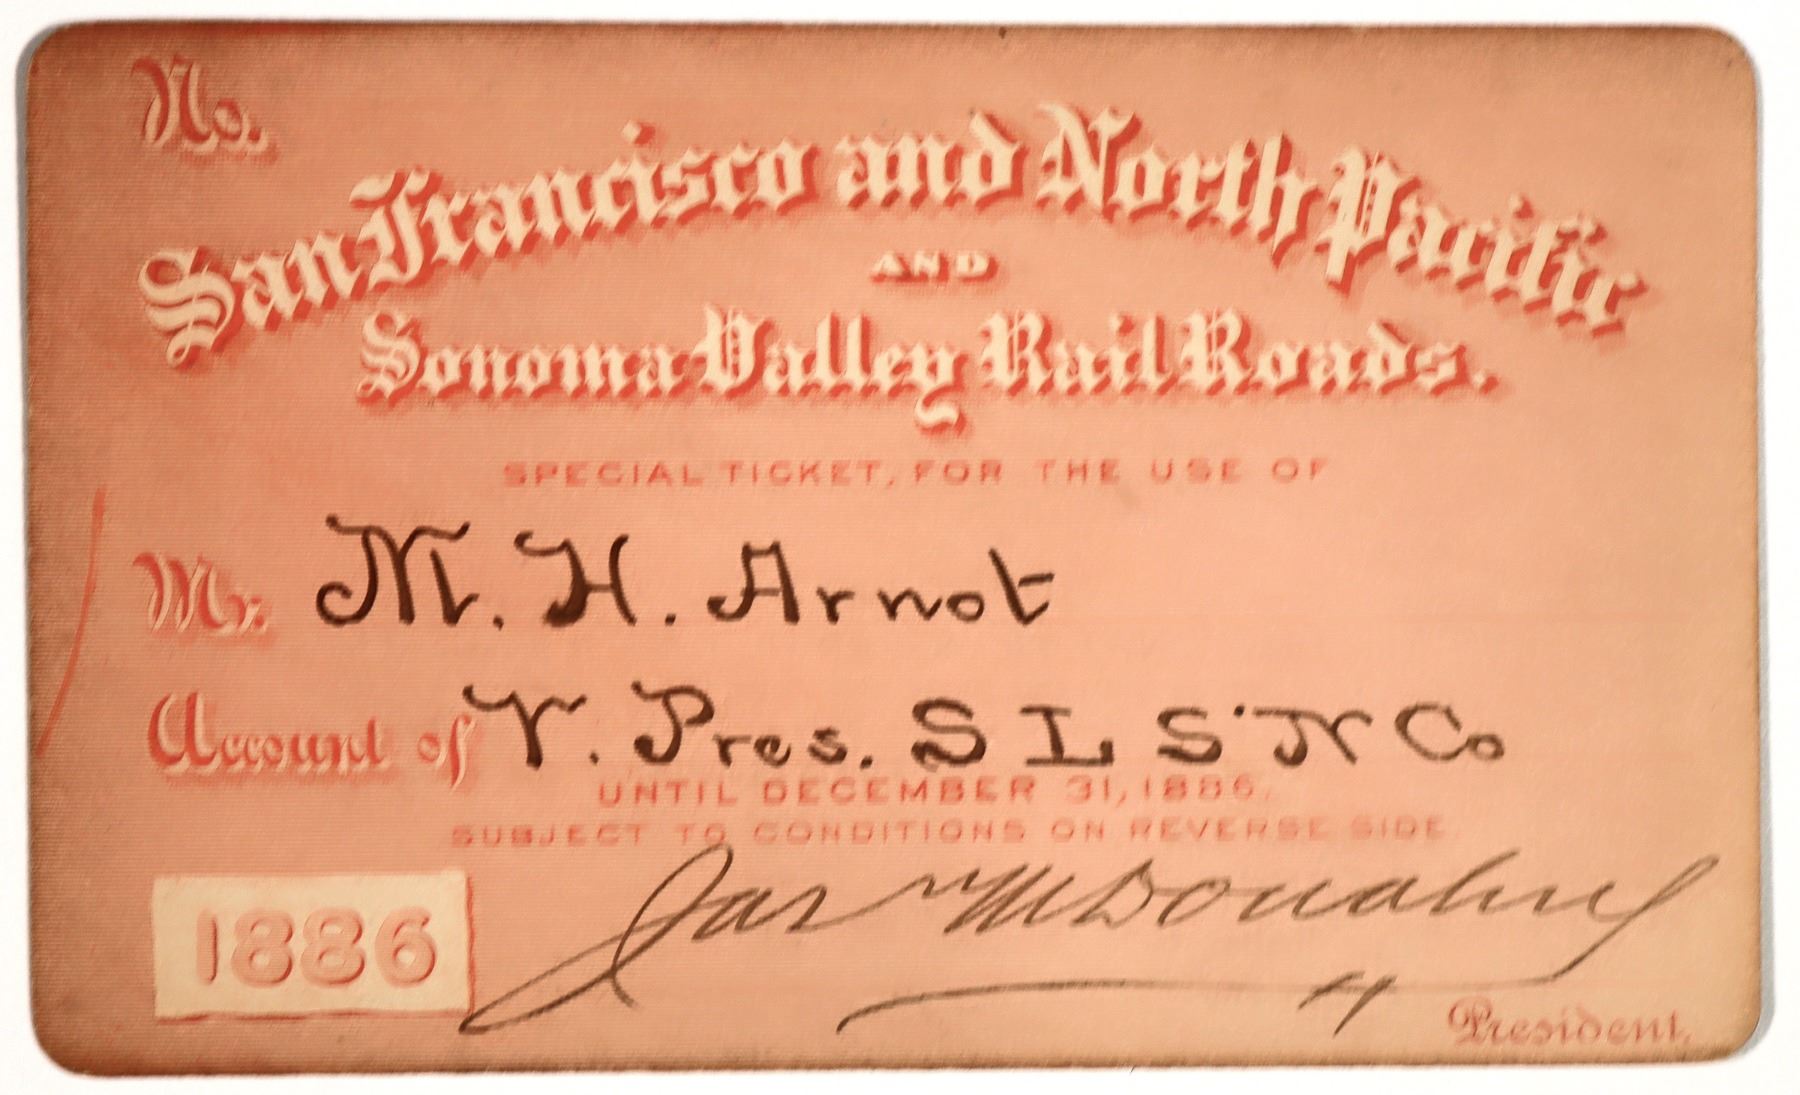 No.
San Francisco and North Pacific
AND
Sonoma Valley Rail Roads.
SPECIAL TICKET, FOR THE USE OF
Mr. M. H. Arnot
Account of V. Pres. S L S N Co
UNTIL DECEMBER 31, 1886.
SUBJECT TO CONDITIONS ON REVERSE SIDE
1886
Jas McDonahue
President.